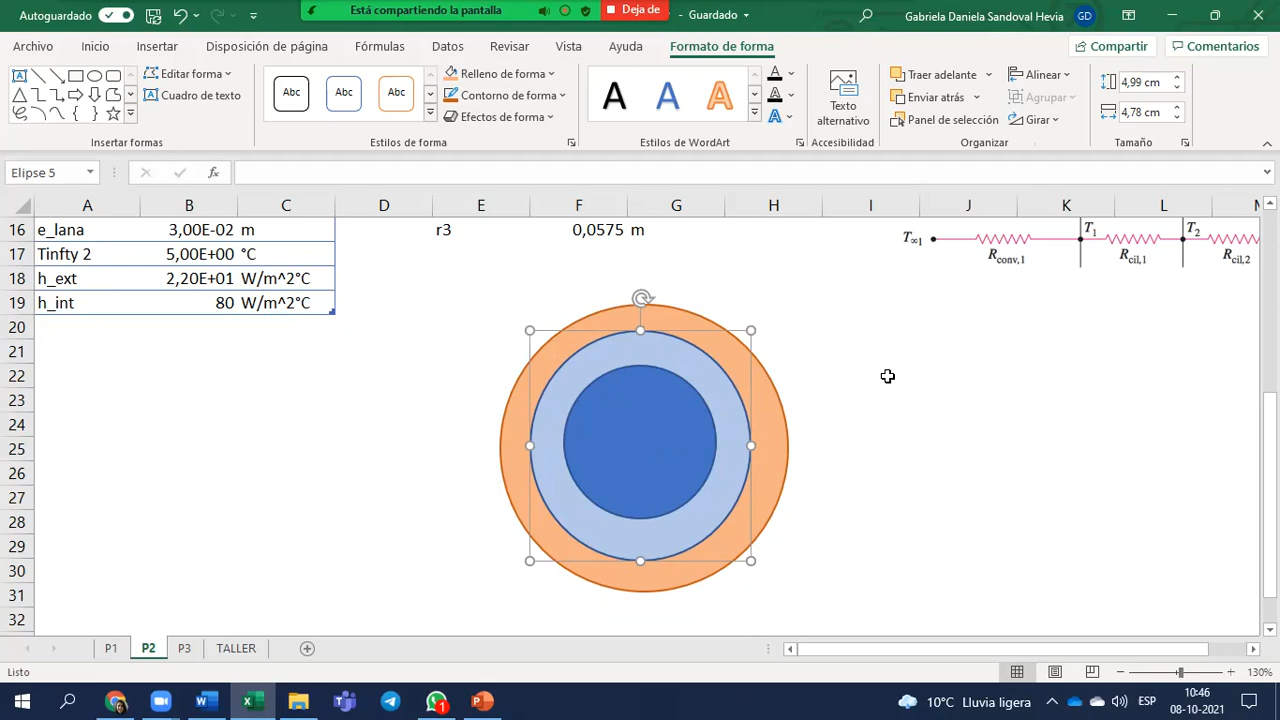 Autoguardado
Está compartiendo la pantalla
Deja de
- Guardado
Gabriela Daniela Sandoval Hevia
GD
Archivo Inicio Insertar Disposición de página Fórmulas Datos Revisar Vista Ayuda Formato de forma Compartir Comentarios
Editar forma
Cuadro de texto
Insertar formas
Abc Abc Abc
Relleno de forma
Contorno de forma
Efectos de forma
Estilos de forma
A A A
A
A
A
Estilos de WordArt
Texto
alternativo
Accesibilidad
Traer adelante
Enviar atrás
Panel de selección
Alinear
Agrupar
Girar
Organizar
4,99 cm
4,78 cm
Tamaño
Elipse 5
fx
A B C D E F G H I J K L
16 e_lana 3,00E-02 m r3 0,0575 m
17 Tinfty 2 5,00E+00 °C
18 h_ext 2,20E+01 W/m^2°C
19 h_int 80 W/m^2°C
T∞1 T1 T2
Rconv,1 Rcil,1 Rcil,2
20
21
22
23
24
25
26
27
28
29
30
31
32
P1 P2 P3 TALLER
Listo
130%
W
X
1
P
10°C Lluvia ligera
ESP
10:46
08-10-2021